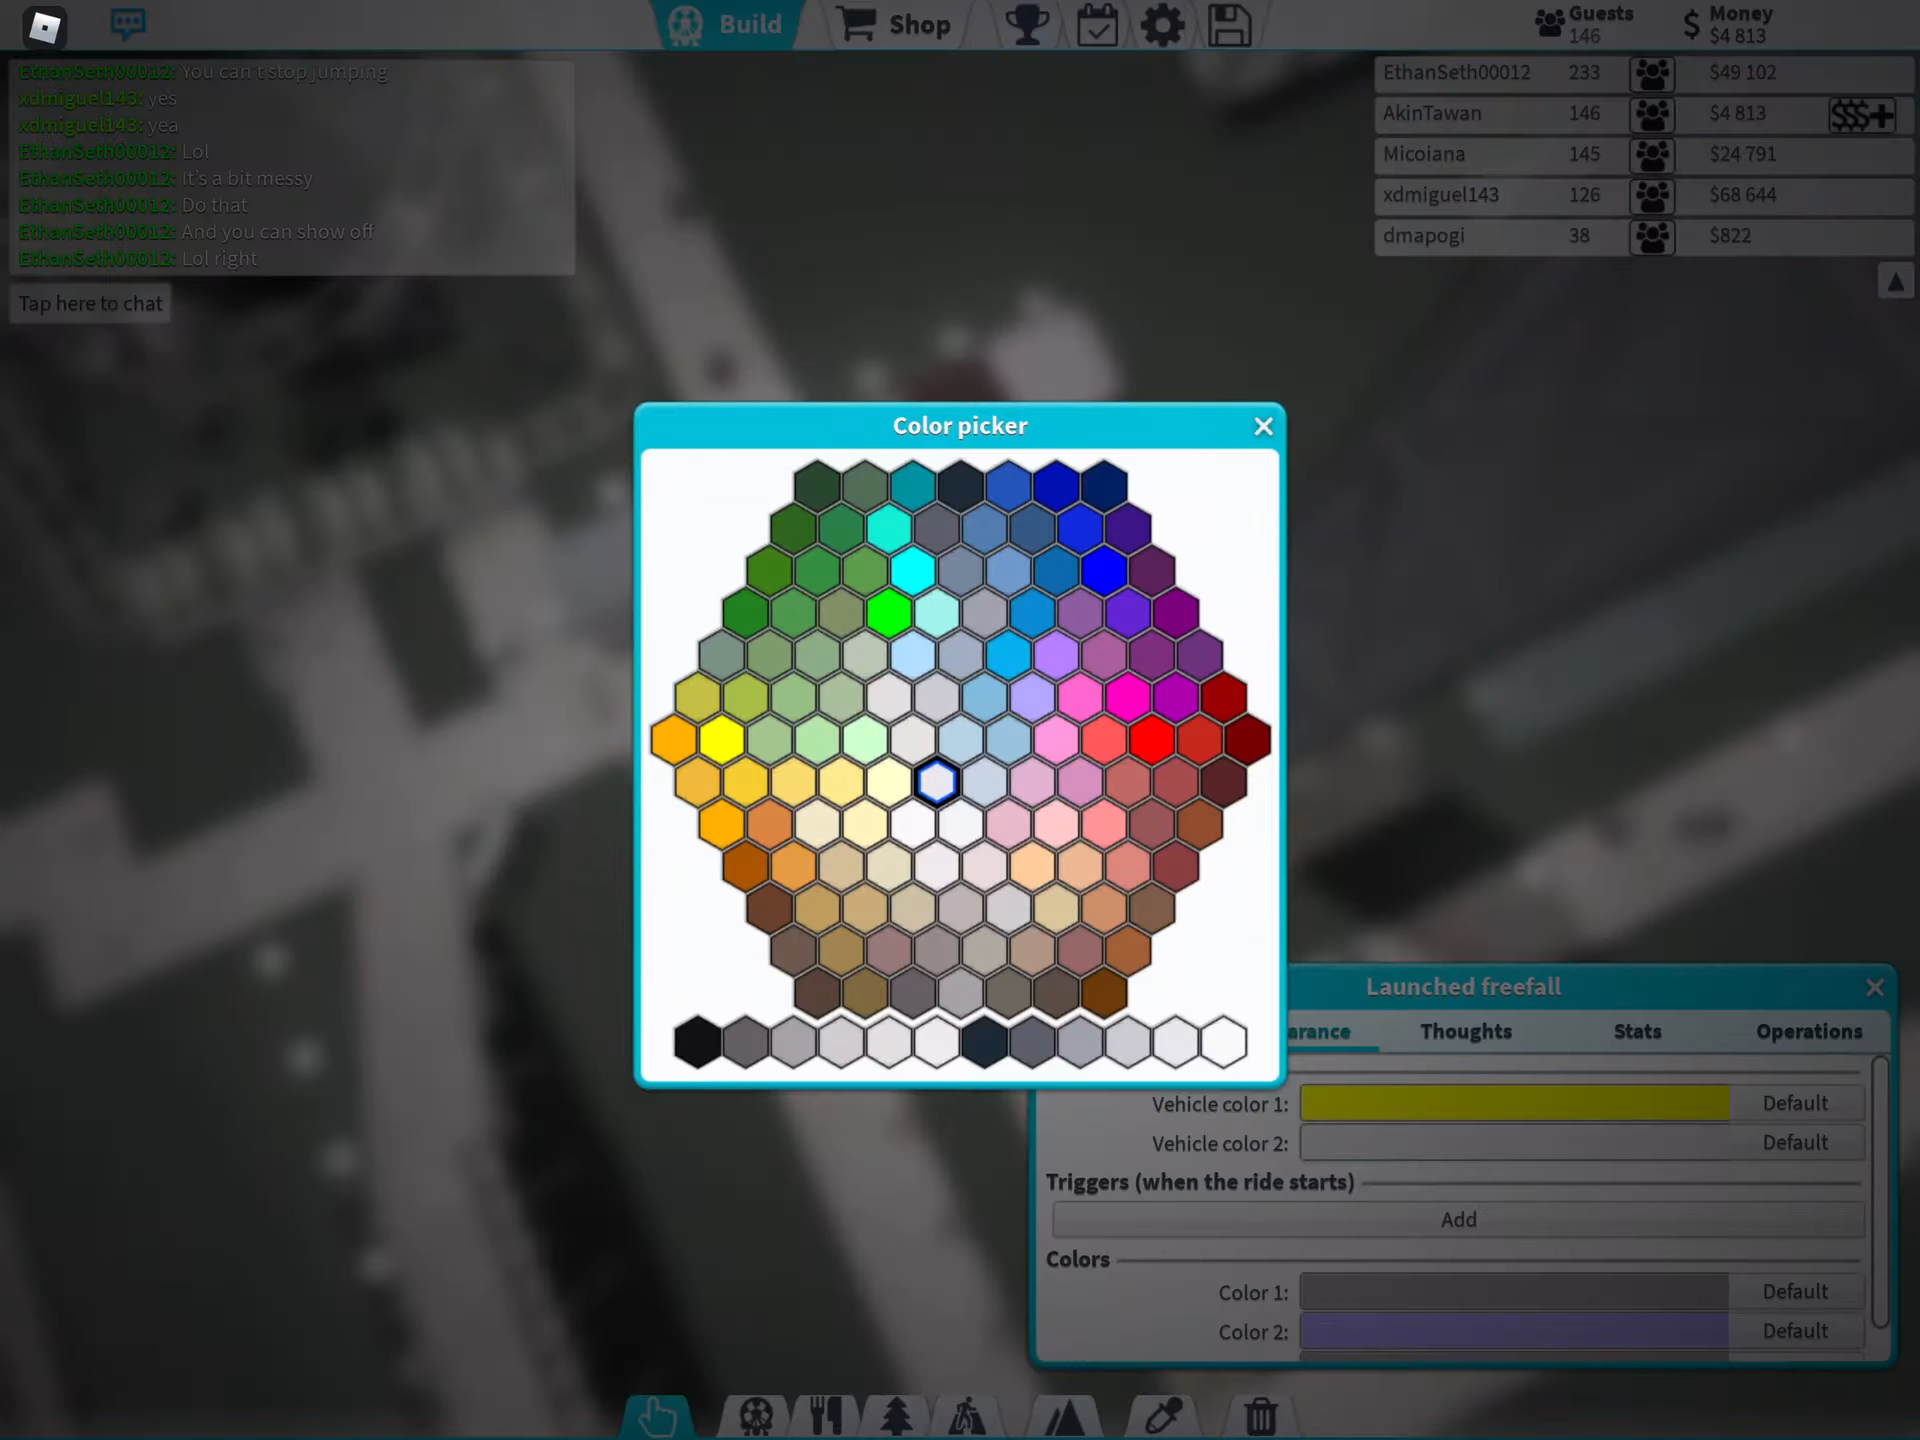 Build
Shop
Guests
146
$ Money
$4 813
EthanSeth00012: You can't stop jumping
xdmiguel143: yes
xdmiguel143: yea
EthanSeth00012: Lol
EthanSeth00012: It's a bit messy
EthanSeth00012: Do that
EthanSeth00012: And you can show off
EthanSeth00012: Lol right
Tap here to chat
EthanSeth00012 233 $49 102
AkinTawan 146 $4 813 $$$+
Micoiana 145 $24 791
xdmiguel143 126 $68 644
dmapogi 38 $822
Color picker
Launched freefall
arance Thoughts Stats Operations
Vehicle color 1: Default
Vehicle color 2: Default
Triggers (when the ride starts)
Add
Colors
Color 1: Default
Color 2: Default